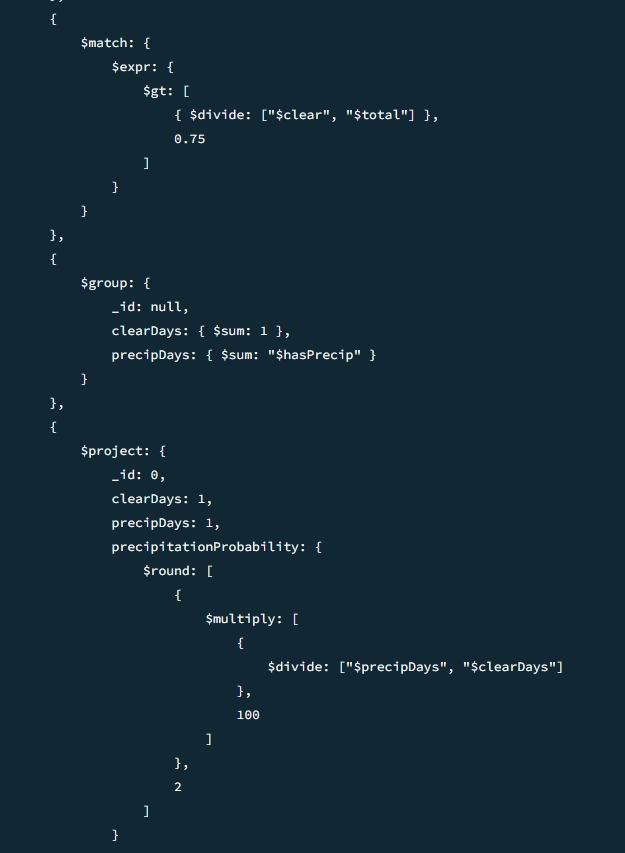 {
$match: {
$expr: {
$gt: [
{ $divide: ["$clear", "$total"] },
0.75
]
}
}
},
{
$group: {
_id: null,
clearDays: { $sum: 1 },
precipDays: { $sum: "$hasPrecip" }
}
},
{
$project: {
_id: 0,
clearDays: 1,
precipDays: 1,
precipitationProbability: {
$round: [
{
$multiply: [
{
$divide: ["$precipDays", "$clearDays"]
},
100
]
},
2
]
}